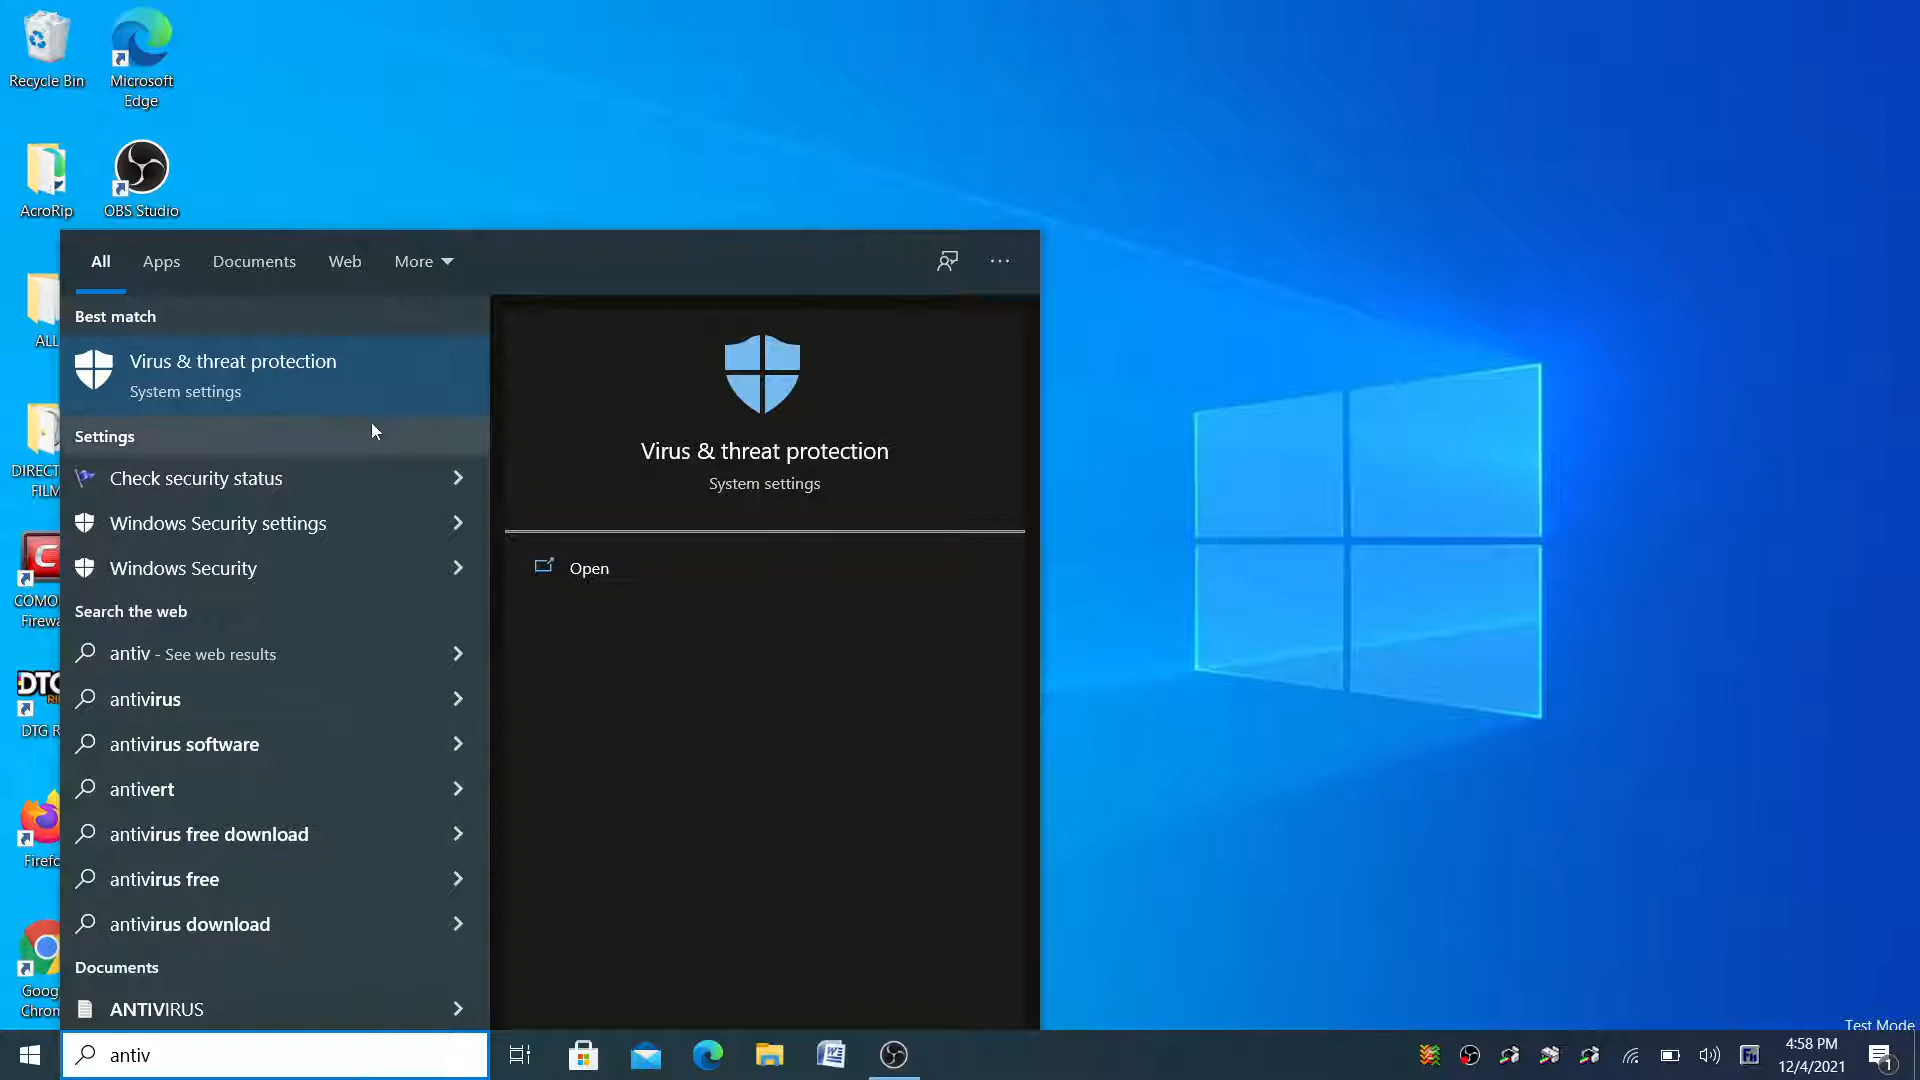 Recycle Bin
Microsoft
Edge
AcroRip
OBS Studio
All
Apps
Documents
Web
More
Best match
Virus & threat protection
System settings
Settings
Check security status
Windows Security settings
Windows Security
Search the web
antiv - See web results
antivirus
antivirus software
antivert
antivirus free download
antivirus free
antivirus download
Documents
ANTIVIRUS
antiv
Virus & threat protection
System settings
Open
ALL
DIRECT
FILM
COMO
Firewa
DTG R
Firefo
Goog
Chrom
Test Mode
4:58 PM
12/4/2021
1